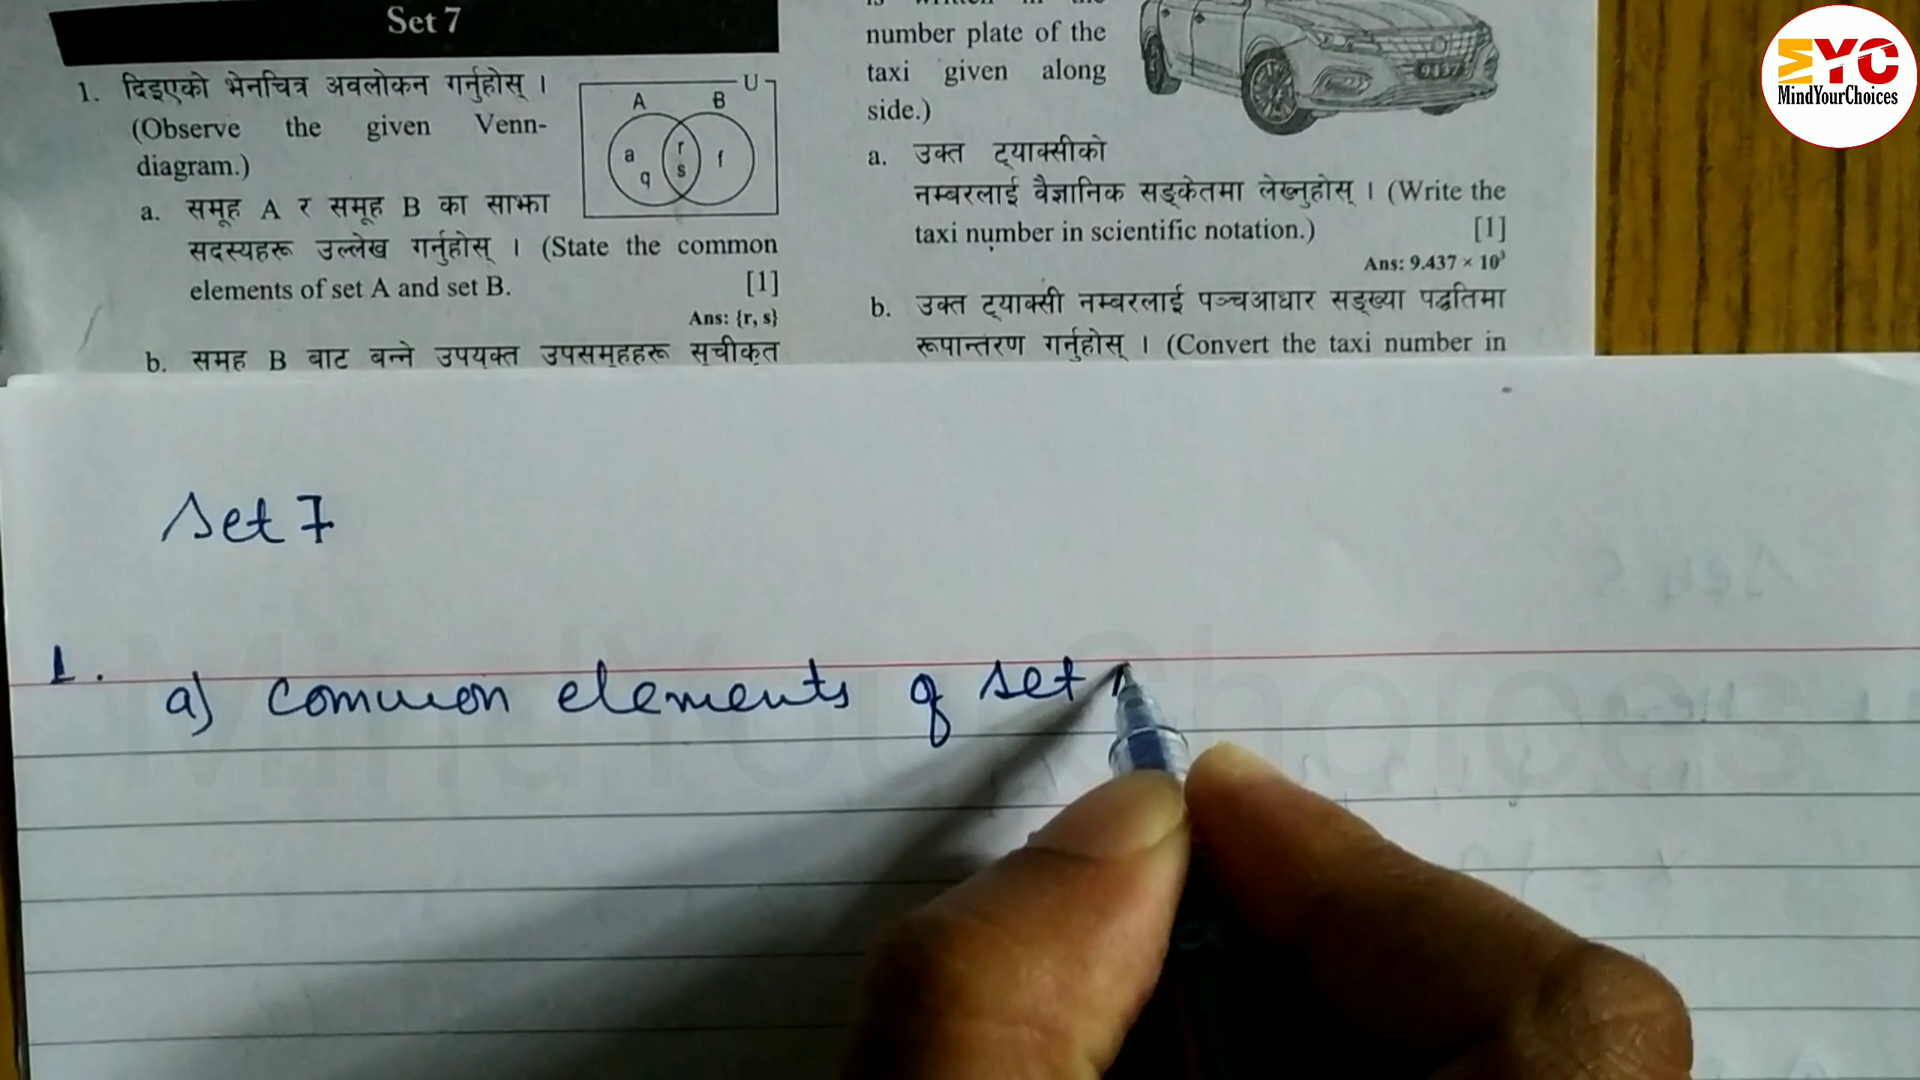 Set 7
1. दिइएको भेनचित्र अवलोकन गर्नुहोस् ।
(Observe the given Venn-
diagram.)
U
A B
a r f
q s
a. समूह A र समूह B का साझा
सदस्यहरू उल्लेख गर्नुहोस् । (State the common
elements of set A and set B. [1]
Ans: {r, s}
b. समूह B बाट बन्ने उपयुक्त उपसमूहहरू सूचीकृत
number plate of the
taxi given along
side.)
a. उक्त ट्याक्सीको
नम्बरलाई वैज्ञानिक सङ्केतमा लेख्नुहोस् । (Write the
taxi number in scientific notation.) [1]
Ans: 9.437 × 10³
b. उक्त ट्याक्सी नम्बरलाई पञ्चआधार सङ्ख्या पद्धतिमा
रूपान्तरण गर्नुहोस् । (Convert the taxi number in
MYC
MindYourChoices
Set 7
1.
a) common elements of set
MindYourChoices